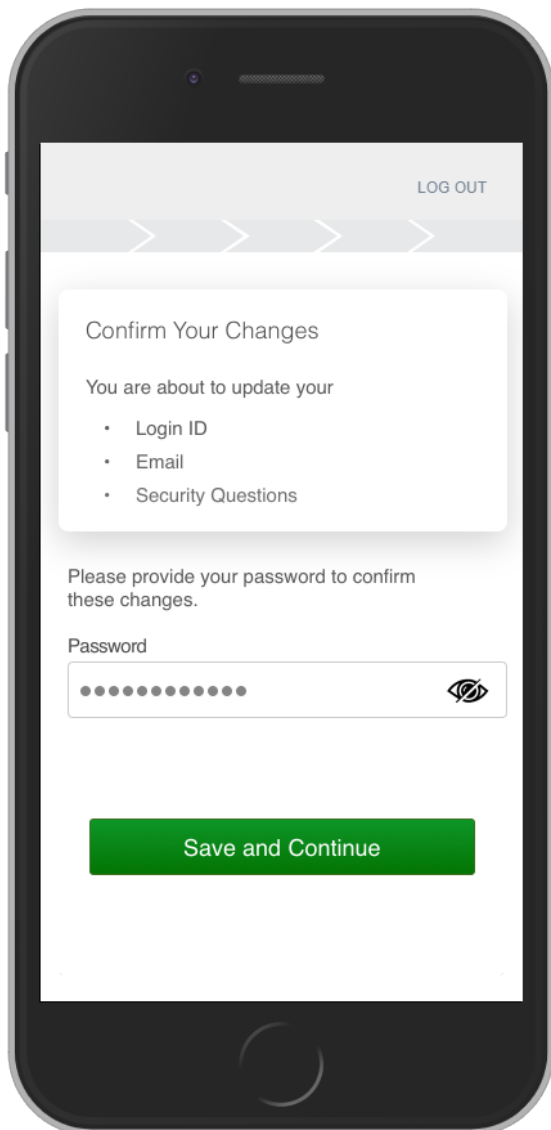 LOG OUT
Confirm Your Changes
You are about to update your
• Login ID
• Email
• Security Questions
Please provide your password to confirm
these changes.
Password
••••••••••••
Save and Continue